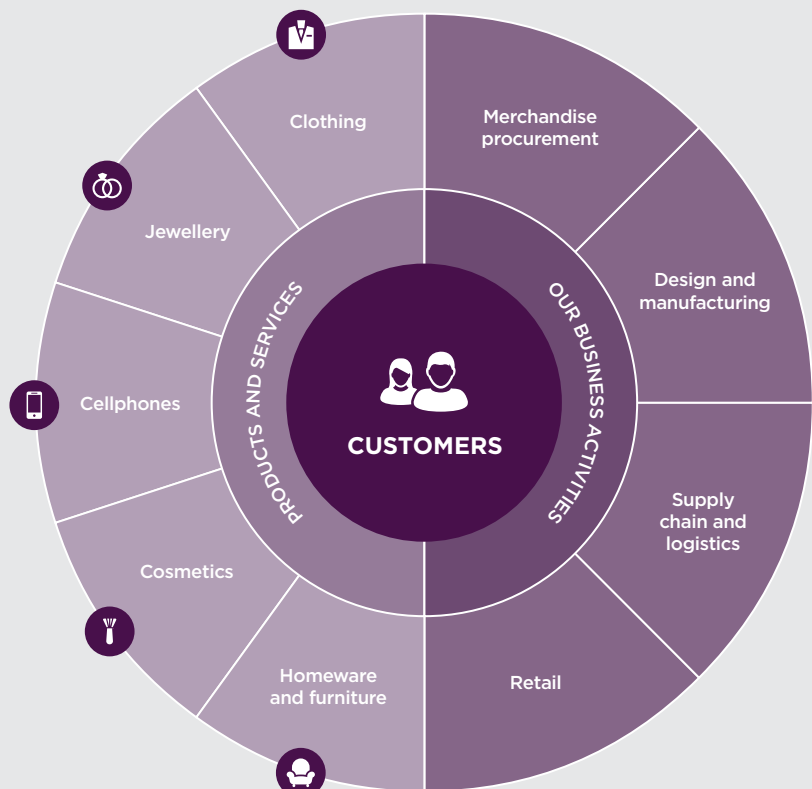 Clothing
Jewellery
Cellphones
Cosmetics
Homeware
and furniture
PRODUCTS AND SERVICES
CUSTOMERS
OUR BUSINESS ACTIVITIES
Merchandise
procurement
Design and
manufacturing
Supply
chain and
logistics
Retail